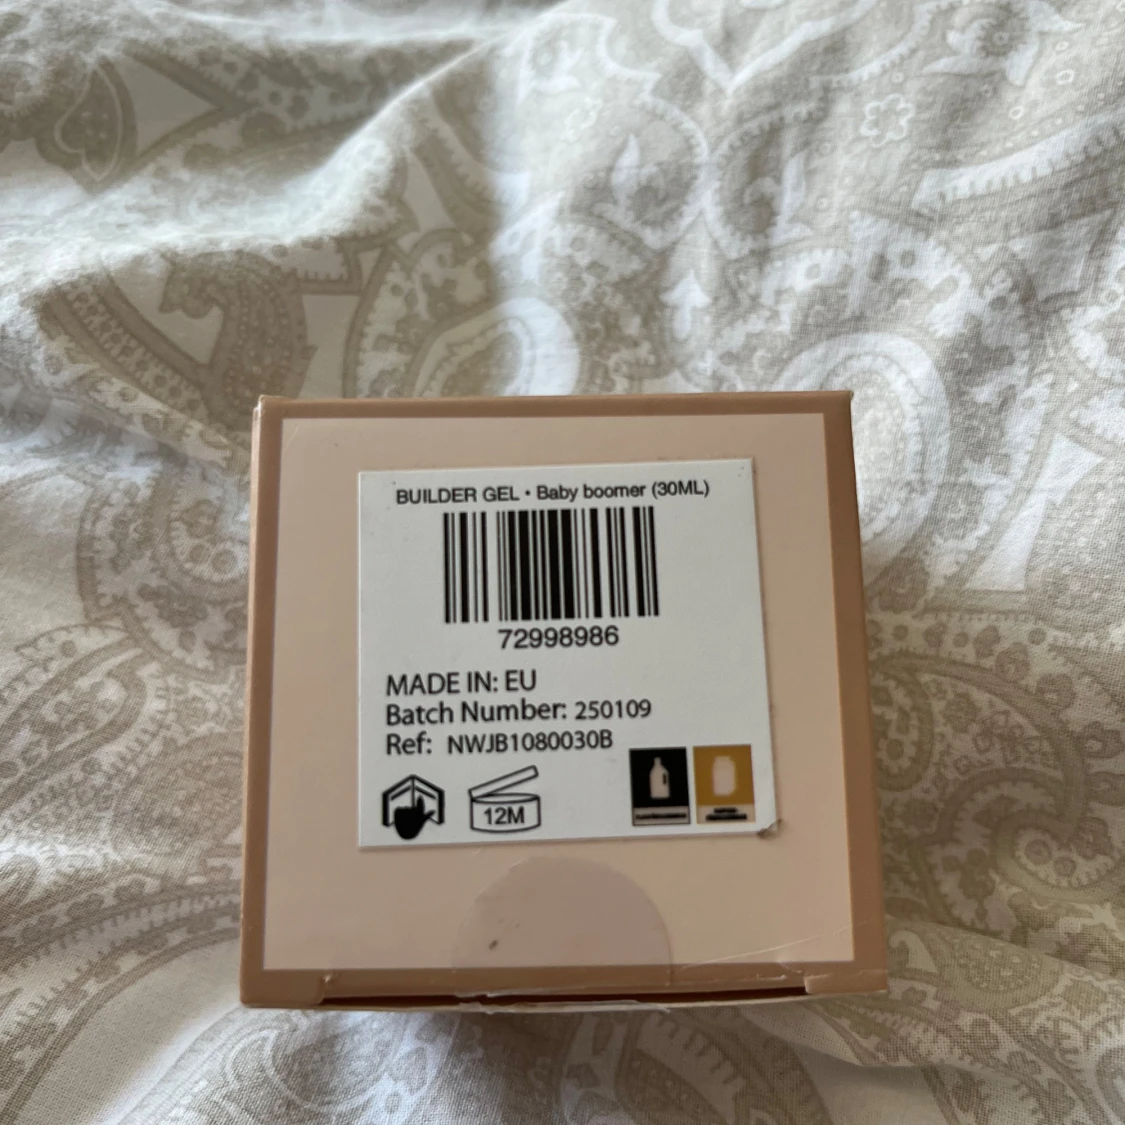 BUILDER GEL • Baby boomer (30ML)
72998986
MADE IN: EU
Batch Number: 250109
Ref: NWJB1080030B
12M